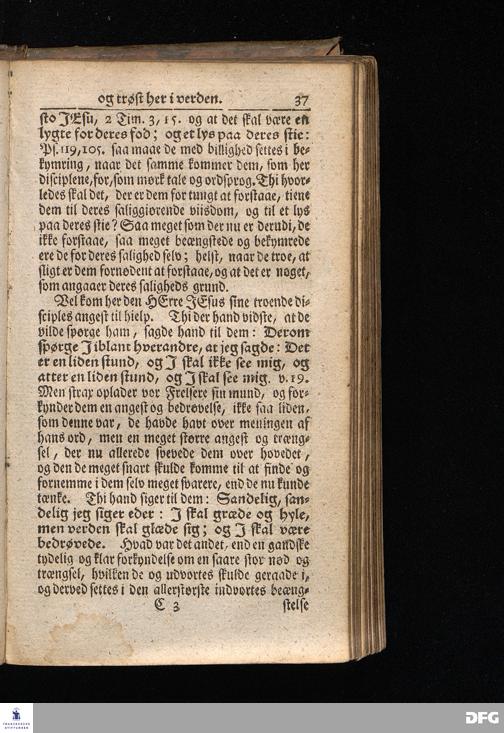 og trøst her i verden. 37
sto JEsu, 2 Tim. 3, 15. og at det skal være en
lygte for deres fod; og et lys paa deres stie:
Ps. 119, 105. saa maae de med billighed settes i be-
kymring, naar det samme kommer dem, som her
disciplene, for, som mørk tale og ordsprog. Thi hvor-
ledes skal det, der er dem for tungt at forstaae, tiene
dem til deres saliggiørende viisdom, og til et lys
paa deres stie? Saa meget som der nu er derudi, de
ikke forstaae, saa meget beængstede og bekymrede
ere de for deres salighed selv; helst, naar de troe, at
sligt er dem fornødent at forstaae, og at det er noget,
som angaaer deres saligheds grund.
Vel kom her den HErre JEsus sine troende di-
sciples angest til hielp. Thi der hand vidste, at de
vilde spørge ham, sagde hand til dem: Derom
spørge J iblant hverandre, at jeg sagde: Det
er en liden stund, og J skal ikke see mig, og
atter en liden stund, og J skal see mig. v. 19.
Men strax oplader vor Frelsere sin mund, og for-
kynder dem en angest og bedrøvelse, ikke saa liden,
som denne var, de havde havt over meningen af
hans ord, men en meget større angest og træng-
sel, der nu allerede svevede dem over hovedet,
og den de meget snart skulde komme til at finde og
fornemme i dem selv meget svarere, end de nu kunde
tænke. Thi hand siger til dem: Sandelig, san-
delig jeg siger eder: J skal græde og hyle,
men verden skal glæde sig; og J skal være
bedrøvede. Hvad var det andet, end en gandske
tydelig og klar forkyndelse om en saare stor nød og
trængsel, hvilken de og udvortes skulde geraade i,
og derved settes i den allerstørste indvortes beæng-
C 3 stelse
FRANCKESCHE STIFTUNGEN
DFG